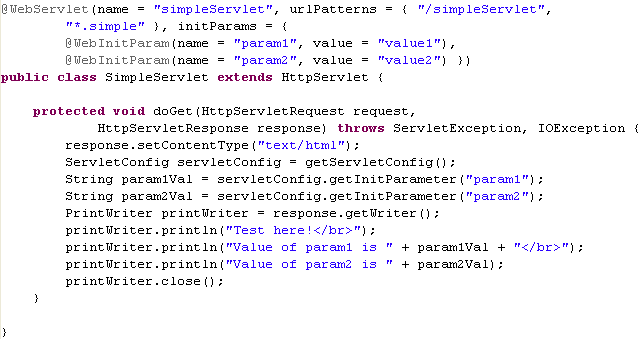 @WebServlet(name = "simpleServlet", urlPatterns = { "/simpleServlet",
"*.simple" }, initParams = {
@WebInitParam(name = "param1", value = "value1"),
@WebInitParam(name = "param2", value = "value2") })
public class SimpleServlet extends HttpServlet {
protected void doGet(HttpServletRequest request,
HttpServletResponse response) throws ServletException, IOException {
response.setContentType("text/html");
ServletConfig servletConfig = getServletConfig();
String param1Val = servletConfig.getInitParameter("param1");
String param2Val = servletConfig.getInitParameter("param2");
PrintWriter printWriter = response.getWriter();
printWriter.println("Test here!</br>");
printWriter.println("Value of param1 is " + param1Val + "</br>");
printWriter.println("Value of param2 is " + param2Val);
printWriter.close();
}
}